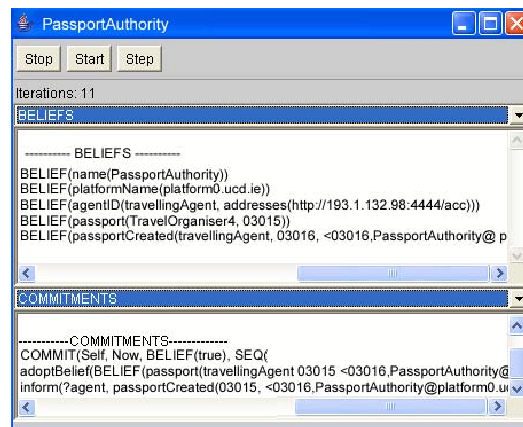 PassportAuthority
Stop Start Step
Iterations: 11
BELIEFS
---------- BELIEFS ----------
BELIEF(name(PassportAuthority))
BELIEF(platformName(platform0.ucd.ie))
BELIEF(agentID(travellingAgent, addresses(http://193.1.132.98:4444/acc)))
BELIEF(passport(TravelOrganiser4, 03015))
BELIEF(passportCreated(travellingAgent, 03016, <03016,PassportAuthority@ p
COMMITMENTS
-----------COMMITMENTS-------------
COMMIT(Self, Now, BELIEF(true), SEQ(
adoptBelief(BELIEF(passport(travellingAgent 03015 <03016,PassportAuthority@
inform(?agent, passportCreated(03015, <03016,PassportAuthority@platform0.u